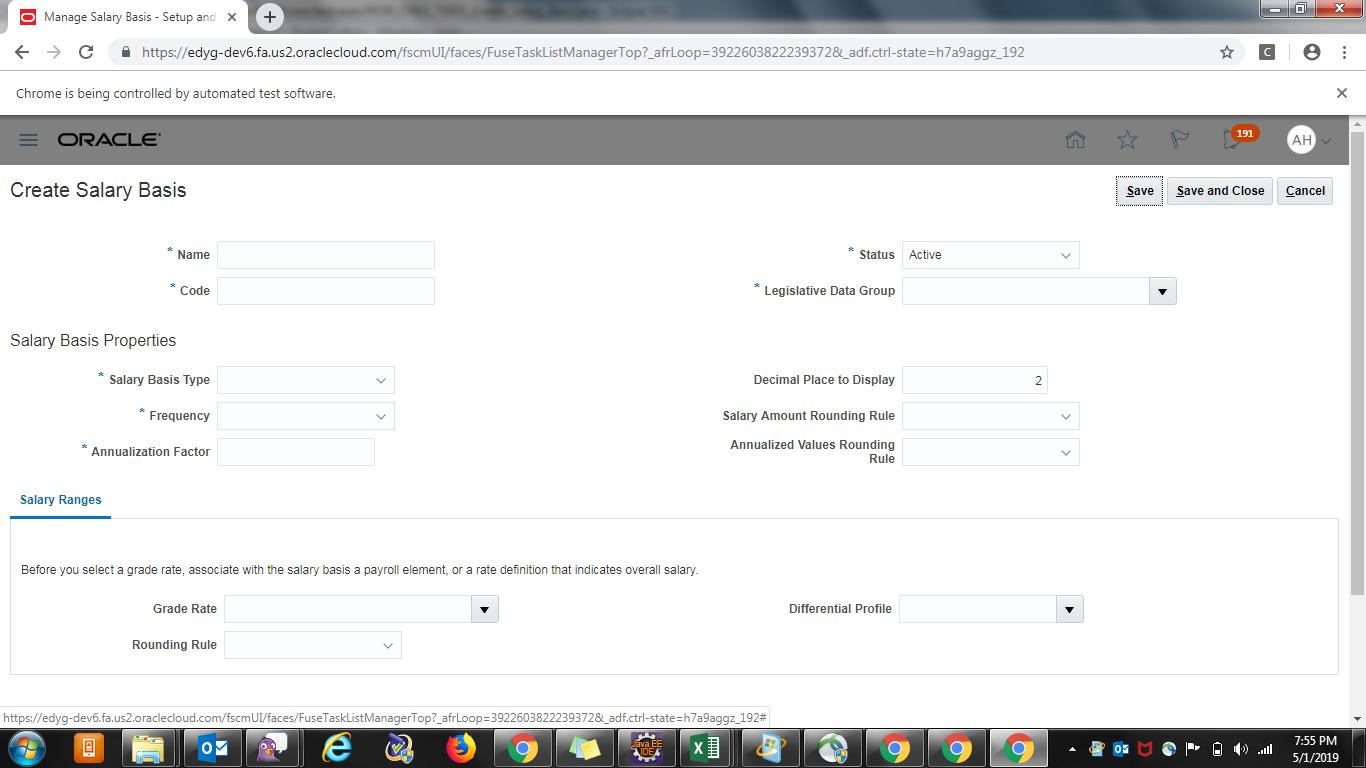 Manage Salary Basis - Setup and
https://edyg-dev6.fa.us2.oraclecloud.com/fscmUI/faces/FuseTaskListManagerTop?_afrLoop=3922603822239372&_adf.ctrl-state=h7a9aggz_192
C
Chrome is being controlled by automated test software.
ORACLE
191
AH
Create Salary Basis
Save
Save and Close
Cancel
* Name
* Status Active
* Code
* Legislative Data Group
Salary Basis Properties
* Salary Basis Type
Decimal Place to Display 2
* Frequency
Salary Amount Rounding Rule
* Annualization Factor
Annualized Values Rounding
Rule
Salary Ranges
Before you select a grade rate, associate with the salary basis a payroll element, or a rate definition that indicates overall salary.
Grade Rate
Differential Profile
Rounding Rule
https://edyg-dev6.fa.us2.oraclecloud.com/fscmUI/faces/FuseTaskListManagerTop?_afrLoop=3922603822239372&_adf.ctrl-state=h7a9aggz_192#
Java EE
IDE
7:55 PM
5/1/2019